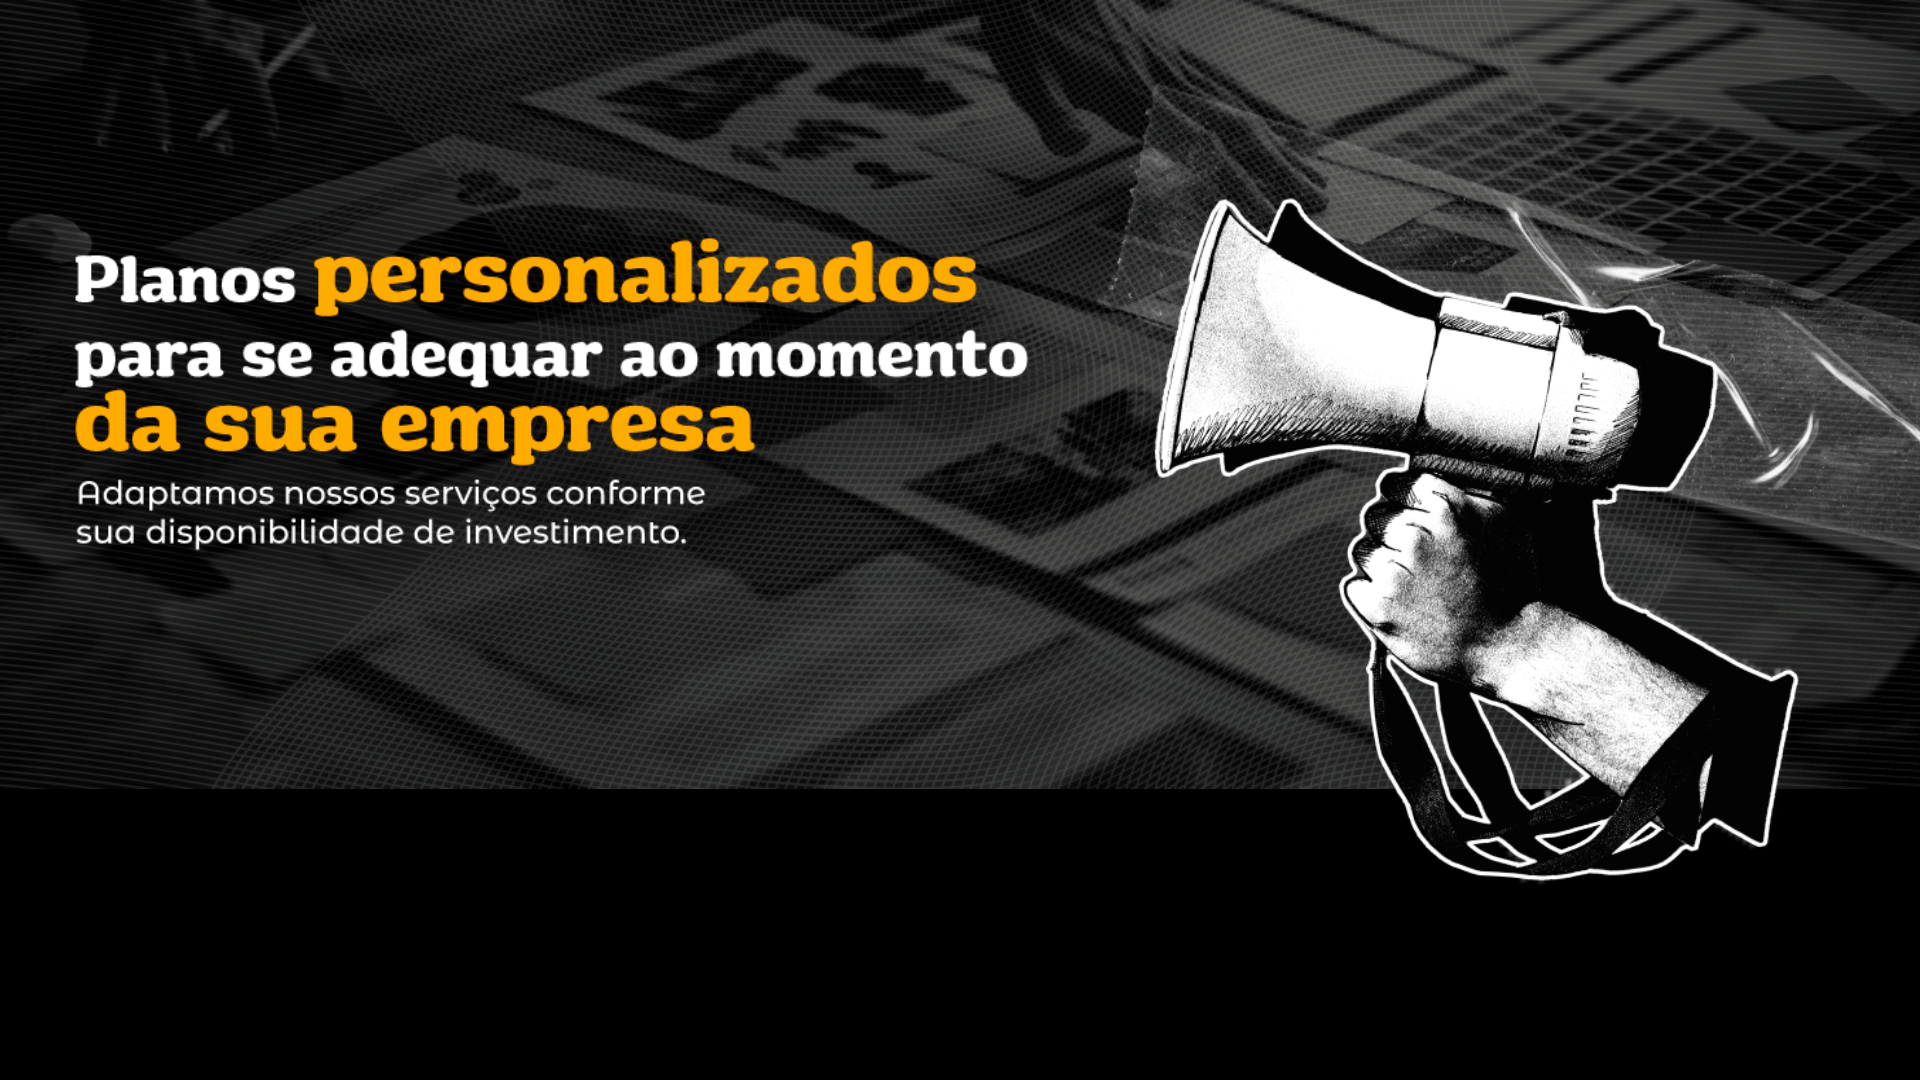 Planos personalizados
para se adequar ao momento
da sua empresa
Adaptamos nossos serviços conforme
sua disponibilidade de investimento.